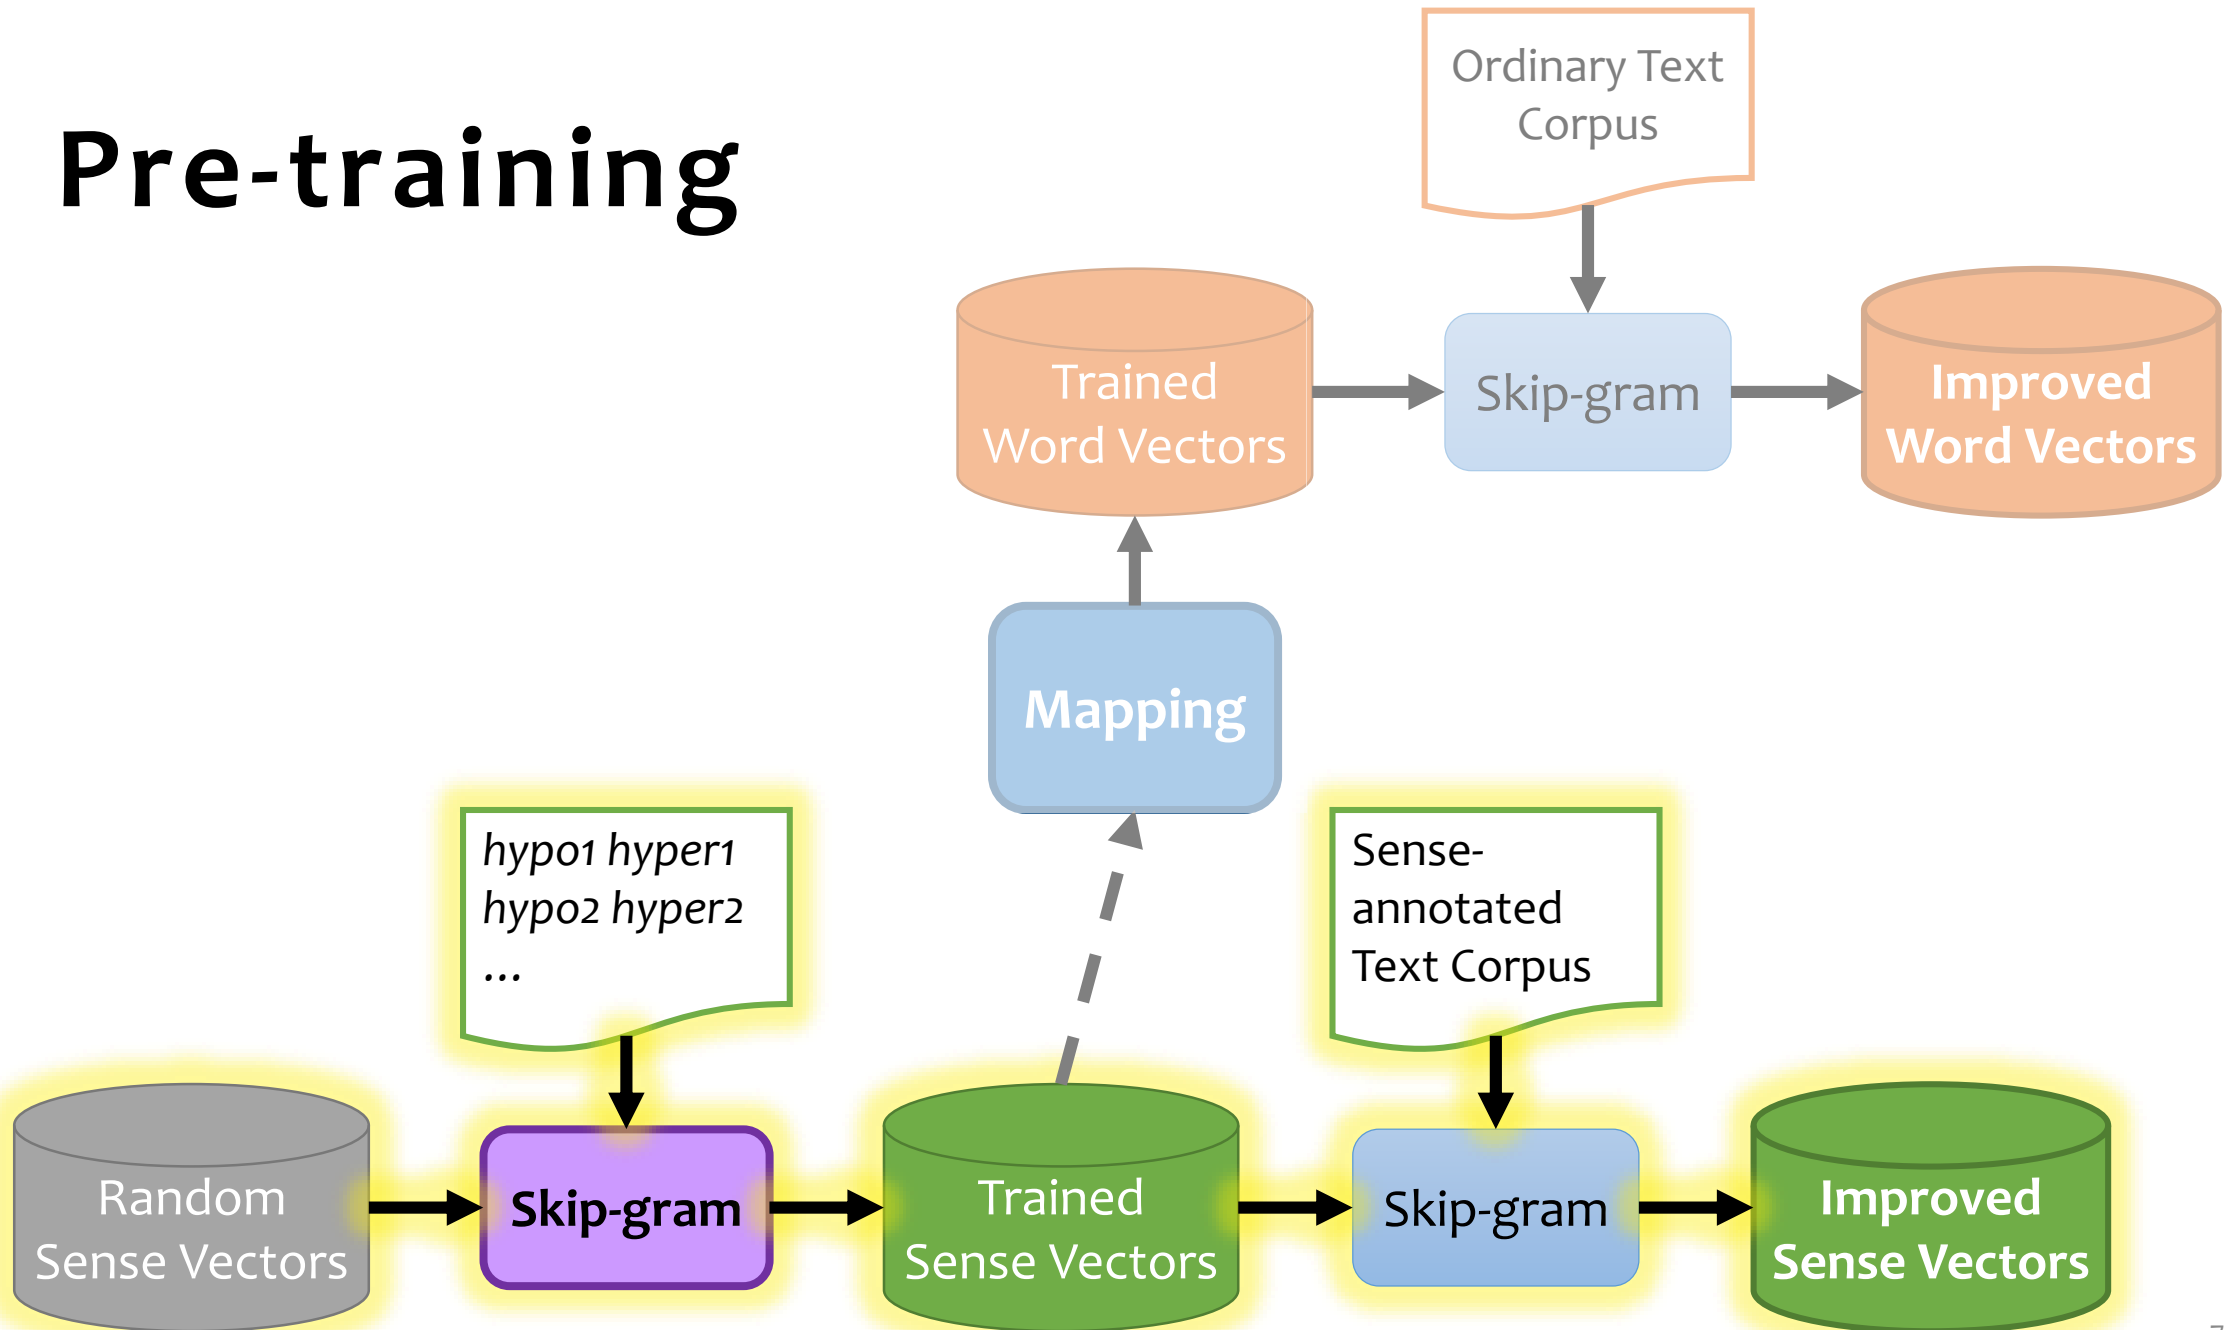 Pre-training
Ordinary Text
Corpus
Trained
Word Vectors
Skip-gram
Improved
Word Vectors
Mapping
hypo1 hyper1
hypo2 hyper2
...
Sense-
annotated
Text Corpus
Random
Sense Vectors
Skip-gram
Trained
Sense Vectors
Skip-gram
Improved
Sense Vectors